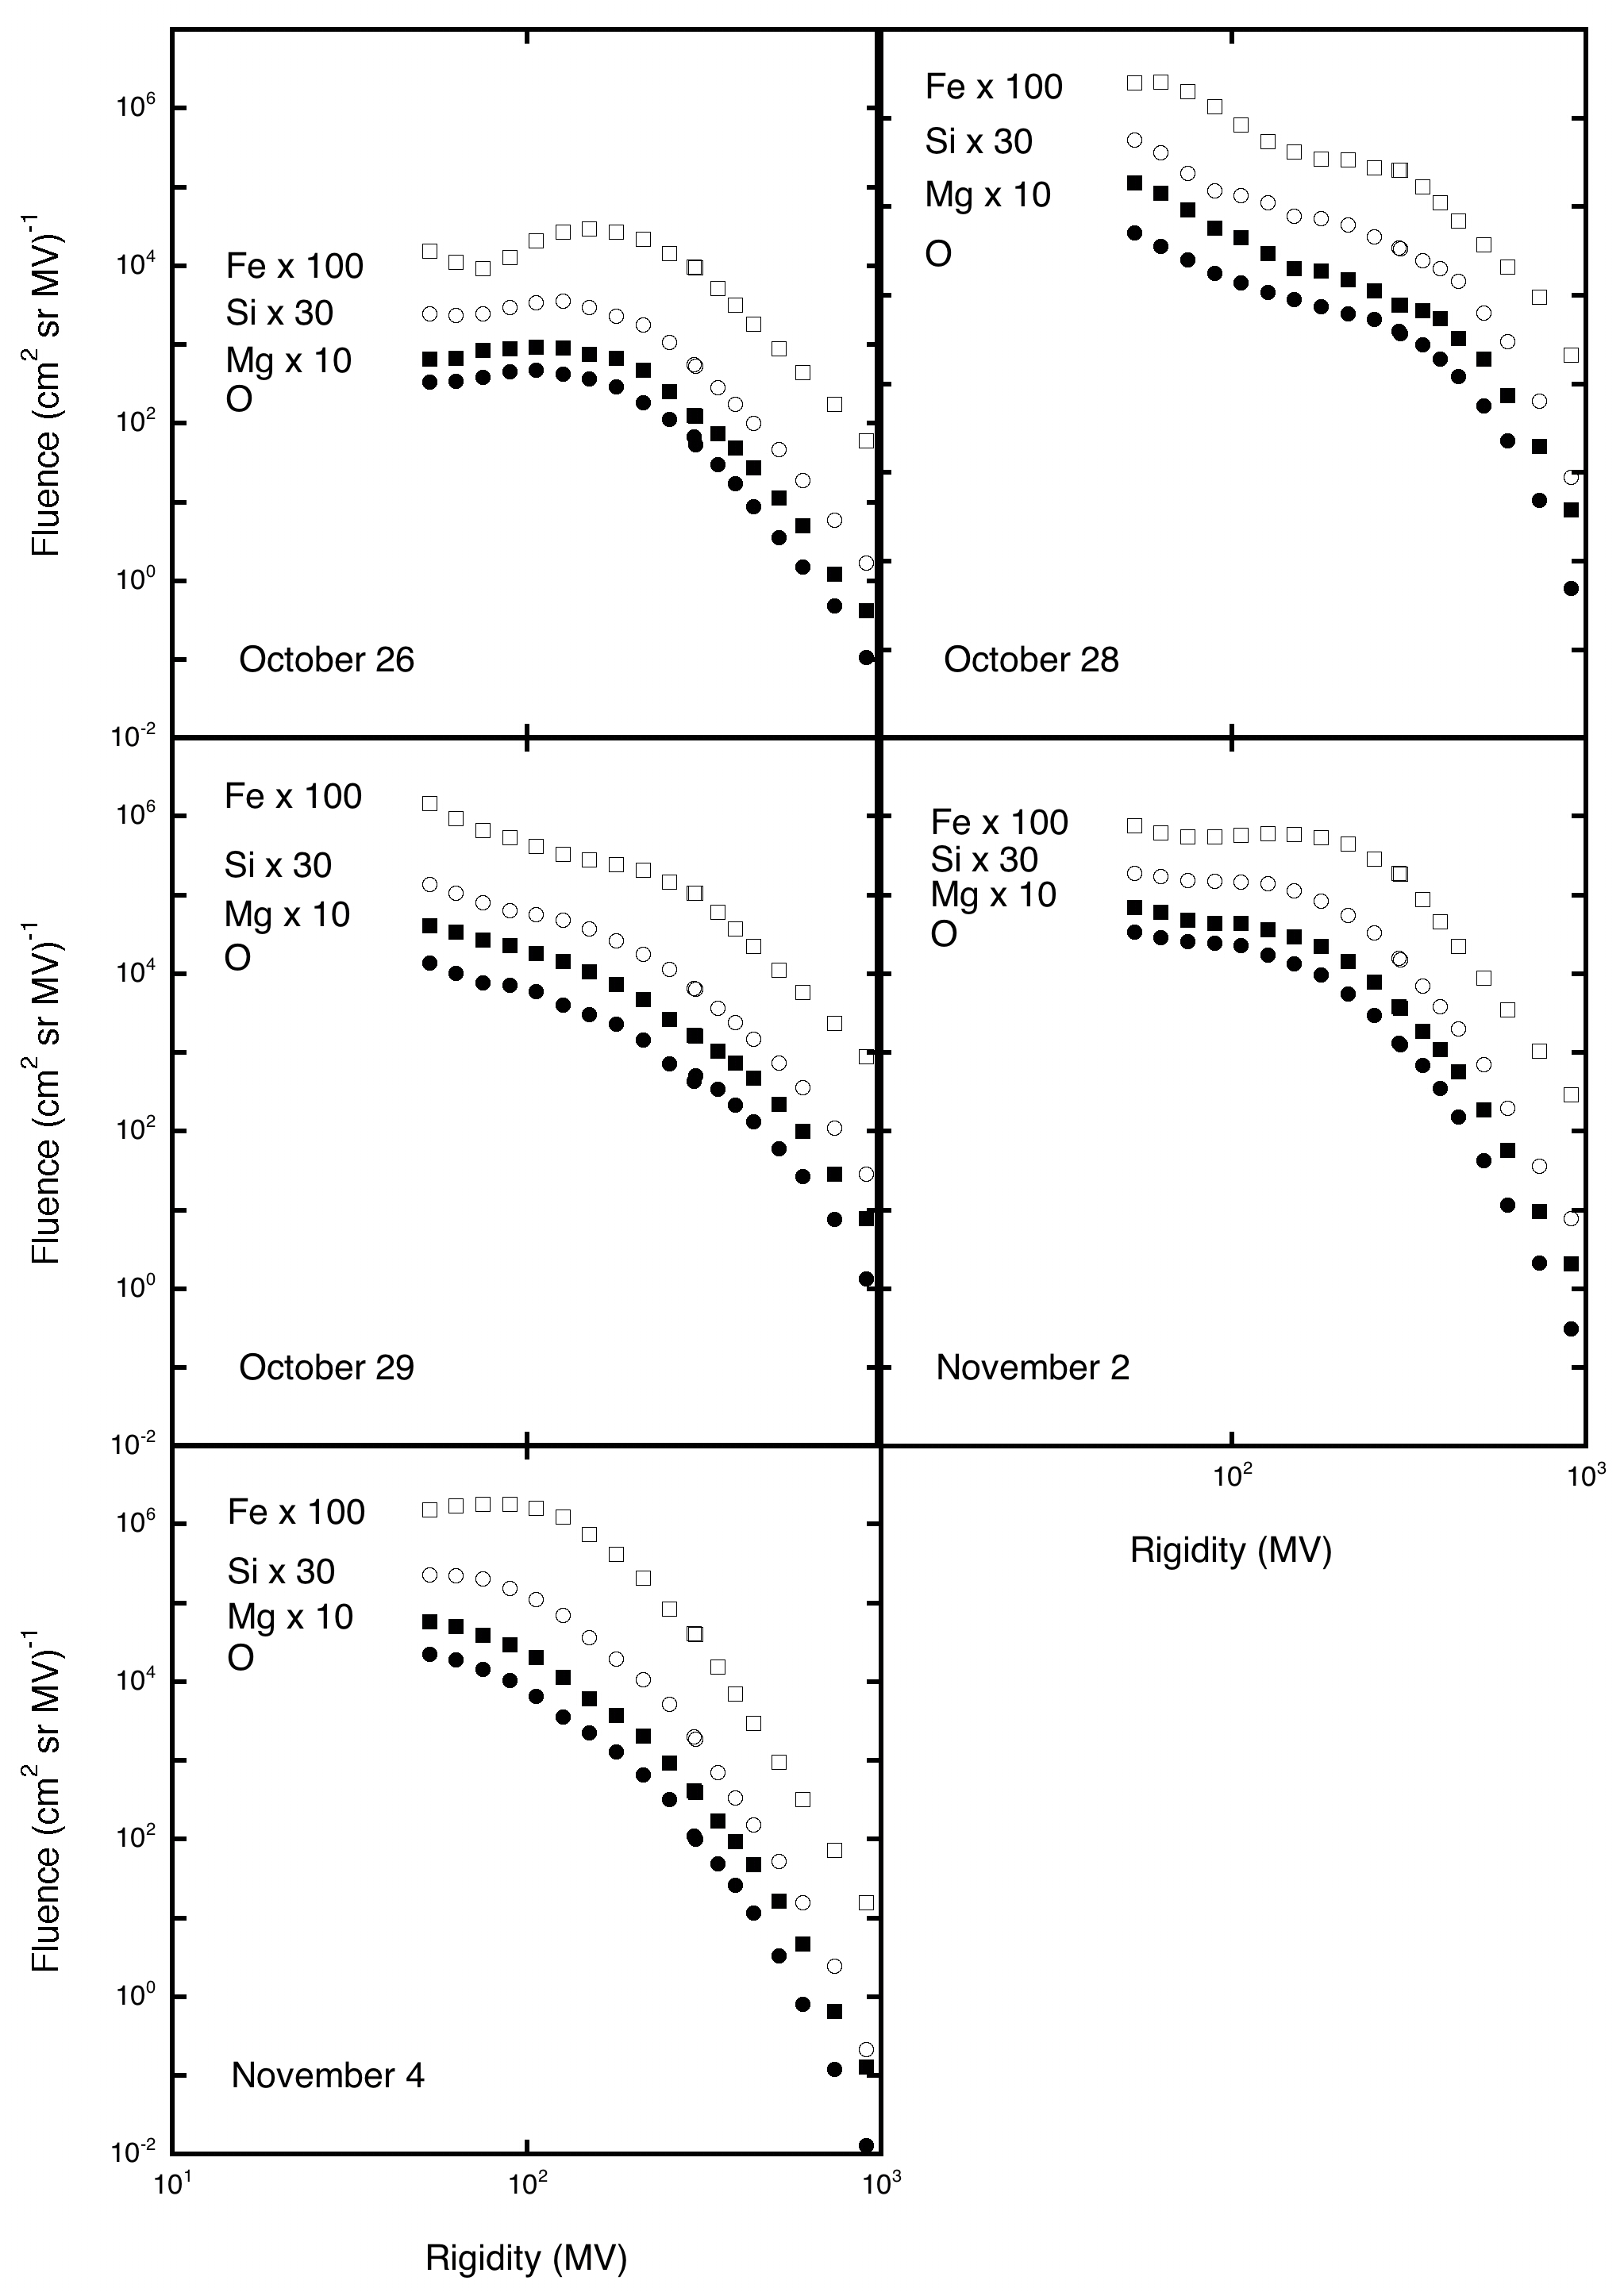 Fluence (cm² sr MV)⁻¹
10⁶
10⁴
10²
10⁰
10⁻²
Fe x 100
Si x 30
Mg x 10
O
October 26
Fe x 100
Si x 30
Mg x 10
O
October 28
Fluence (cm² sr MV)⁻¹
10⁶
10⁴
10²
10⁰
10⁻²
Fe x 100
Si x 30
Mg x 10
O
October 29
Fe x 100
Si x 30
Mg x 10
O
November 2
10² 10³
Rigidity (MV)
Fluence (cm² sr MV)⁻¹
10⁶
10⁴
10²
10⁰
10⁻²
Fe x 100
Si x 30
Mg x 10
O
November 4
10¹ 10² 10³
Rigidity (MV)